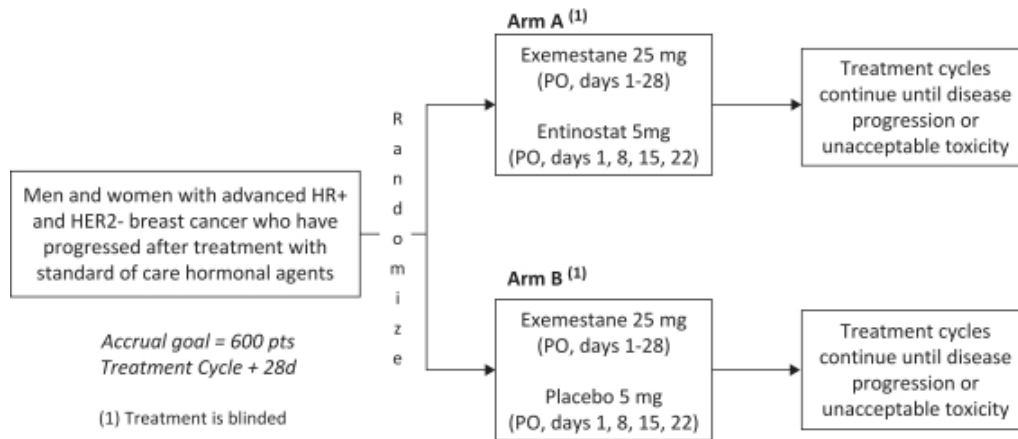 Men and women with advanced HR+
and HER2- breast cancer who have
progressed after treatment with
standard of care hormonal agents
Accrual goal = 600 pts
Treatment Cycle + 28d
(1) Treatment is blinded
R
a
n
d
o
m
i
z
e
Arm A (1)
Exemestane 25 mg
(PO, days 1-28)
Entinostat 5mg
(PO, days 1, 8, 15, 22)
Treatment cycles
continue until disease
progression or
unacceptable toxicity
Arm B (1)
Exemestane 25 mg
(PO, days 1-28)
Placebo 5 mg
(PO, days 1, 8, 15, 22)
Treatment cycles
continue until disease
progression or
unacceptable toxicity